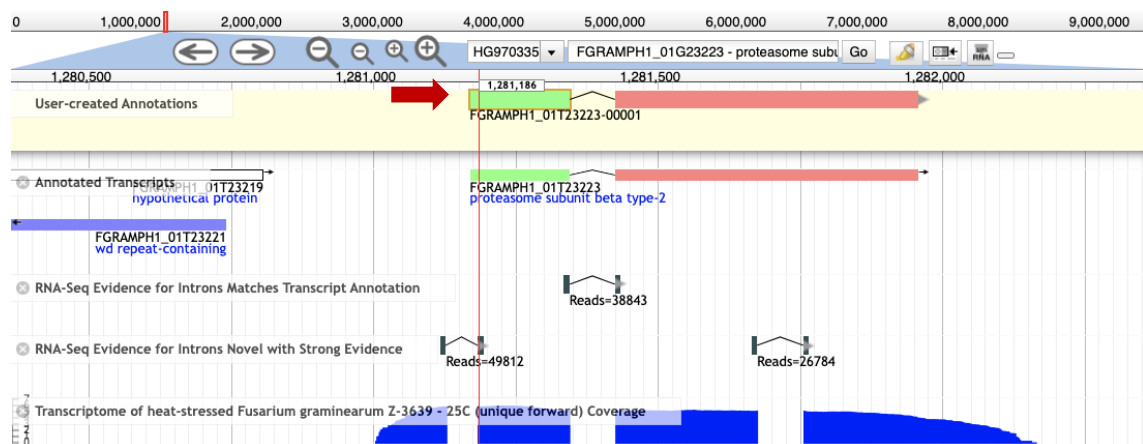 0 1,000,000 2,000,000 3,000,000 4,000,000 5,000,000 6,000,000 7,000,000 8,000,000 9,000,000
HG970335 FGRAMPH1_01G23223 - proteasome subu Go RNA
1,280,500 1,281,000 1,281,500 1,282,000
1,281,186
User-created Annotations
FGRAMPH1_01T23223-00001
Annotated Transcripts
GRAMPH1_01T23219 FGRAMPH1_01T23223
hypothetical protein proteasome subunit beta type-2
FGRAMPH1_01T23221
wd repeat-containing
RNA-Seq Evidence for Introns Matches Transcript Annotation
Reads=38843
RNA-Seq Evidence for Introns Novel with Strong Evidence
Reads=49812 Reads=26784
7
Transcriptome of heat-stressed Fusarium graminearum Z-3639 - 25C (unique forward) Coverage
2
0